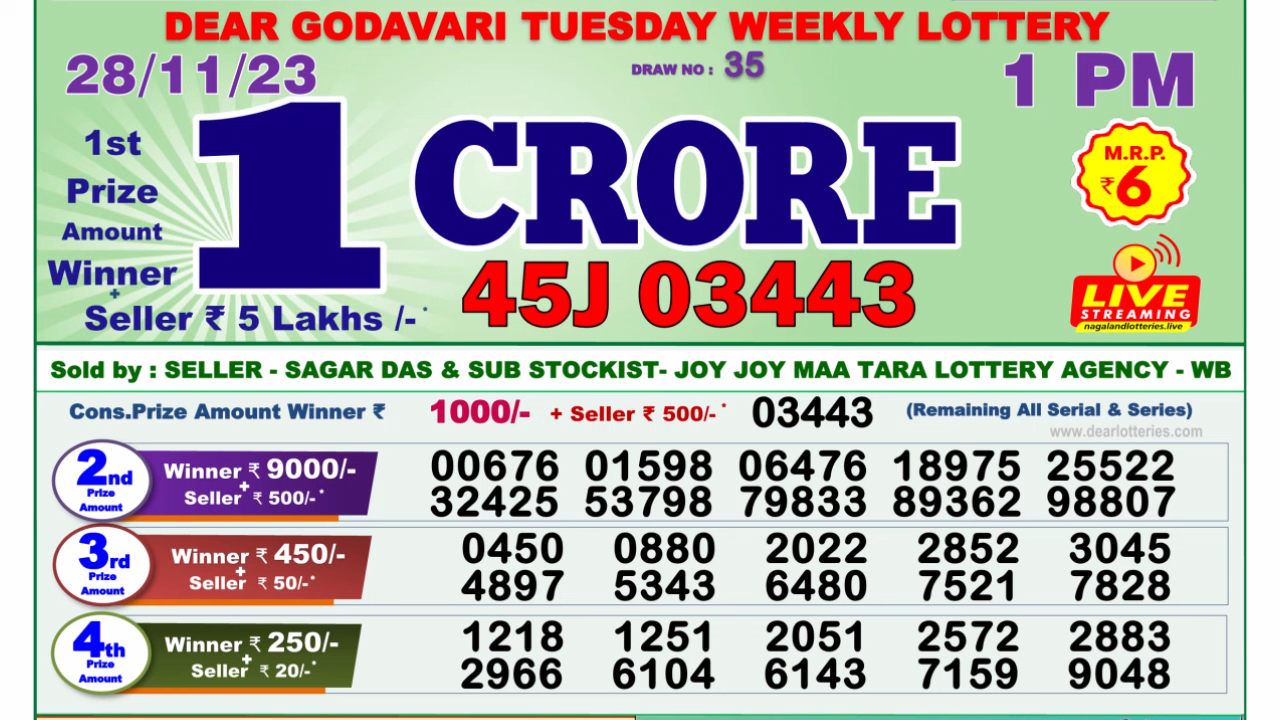 DEAR GODAVARI TUESDAY WEEKLY LOTTERY
28/11/23
DRAW NO : 35
1 PM
1st
Prize
Amount
Winner
+
Seller ₹ 5 Lakhs /-*
1 CRORE
45J 03443
M.R.P.
₹6
LIVE
STREAMING
nagalandlotteries.live
Sold by : SELLER - SAGAR DAS & SUB STOCKIST- JOY JOY MAA TARA LOTTERY AGENCY - WB
Cons.Prize Amount Winner ₹ 1000/- + Seller ₹ 500/-* 03443 (Remaining All Serial & Series)
www.dearlotteries.com
2nd
Prize
Amount
Winner ₹ 9000/-
+
Seller ₹ 500/-*
00676 01598 06476 18975 25522
32425 53798 79833 89362 98807
3rd
Prize
Amount
Winner ₹ 450/-
+
Seller ₹ 50/-*
0450 0880 2022 2852 3045
4897 5343 6480 7521 7828
4th
Prize
Amount
Winner ₹ 250/-
+
Seller ₹ 20/-*
1218 1251 2051 2572 2883
2966 6104 6143 7159 9048